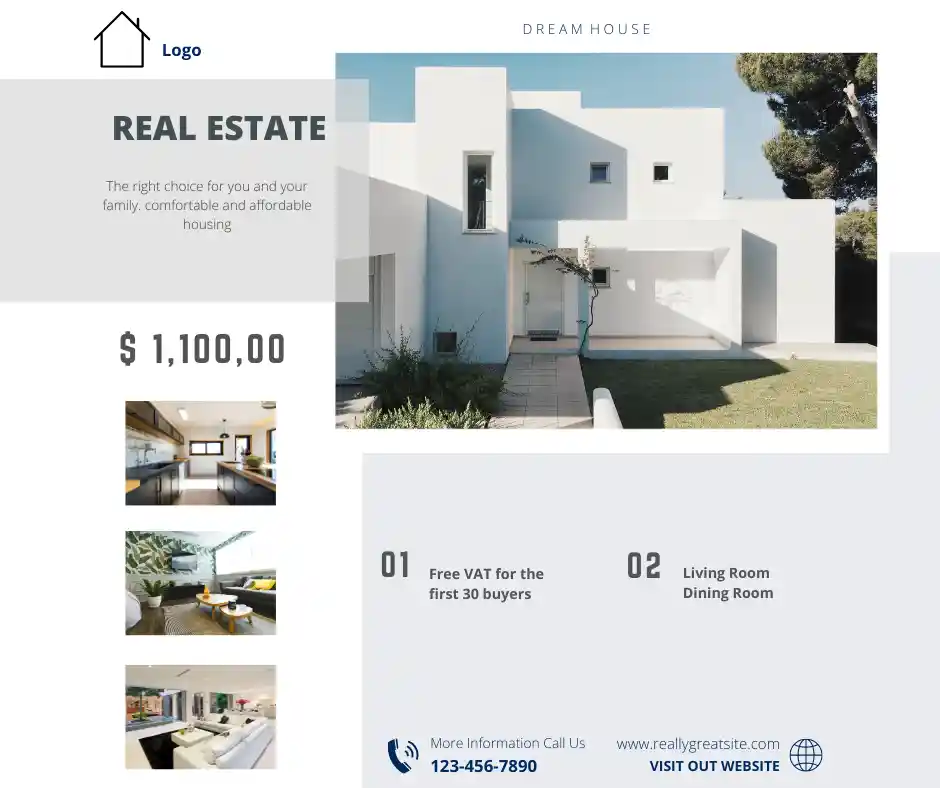 Logo
DREAM HOUSE
REAL ESTATE
The right choice for you and your
family. comfortable and affordable
housing
$ 1,100,00
01
Free VAT for the
first 30 buyers
02
Living Room
Dining Room
More Information Call Us
123-456-7890
www.reallygreatsite.com
VISIT OUT WEBSITE